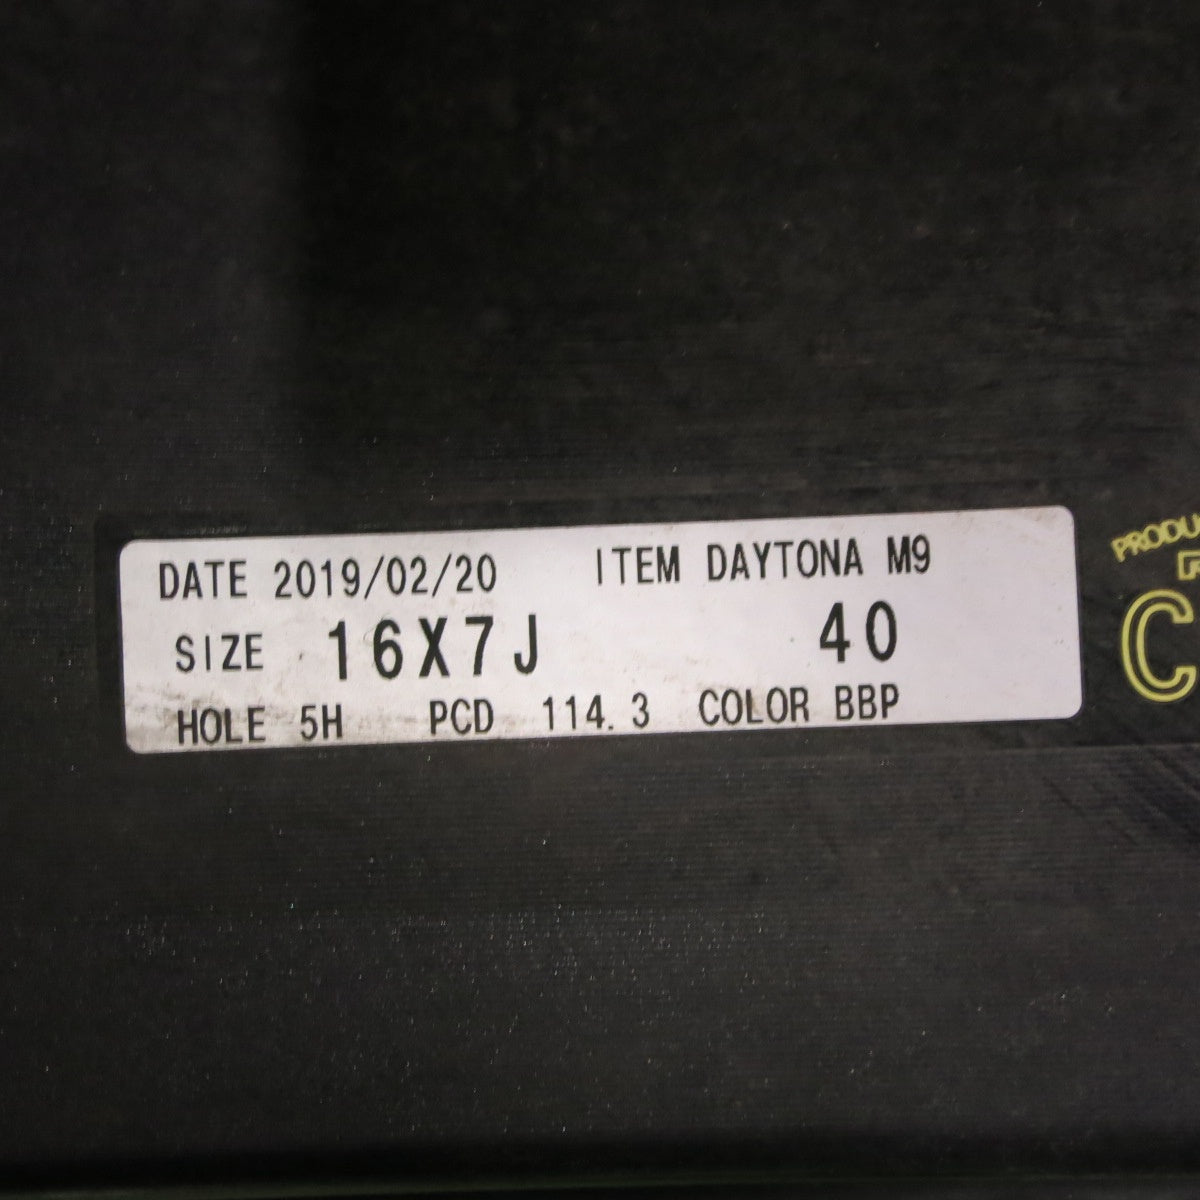 DATE 2019/02/20 ITEM DAYTONA M9
SIZE 16X7J 40
HOLE 5H PCD 114.3 COLOR BBP
C